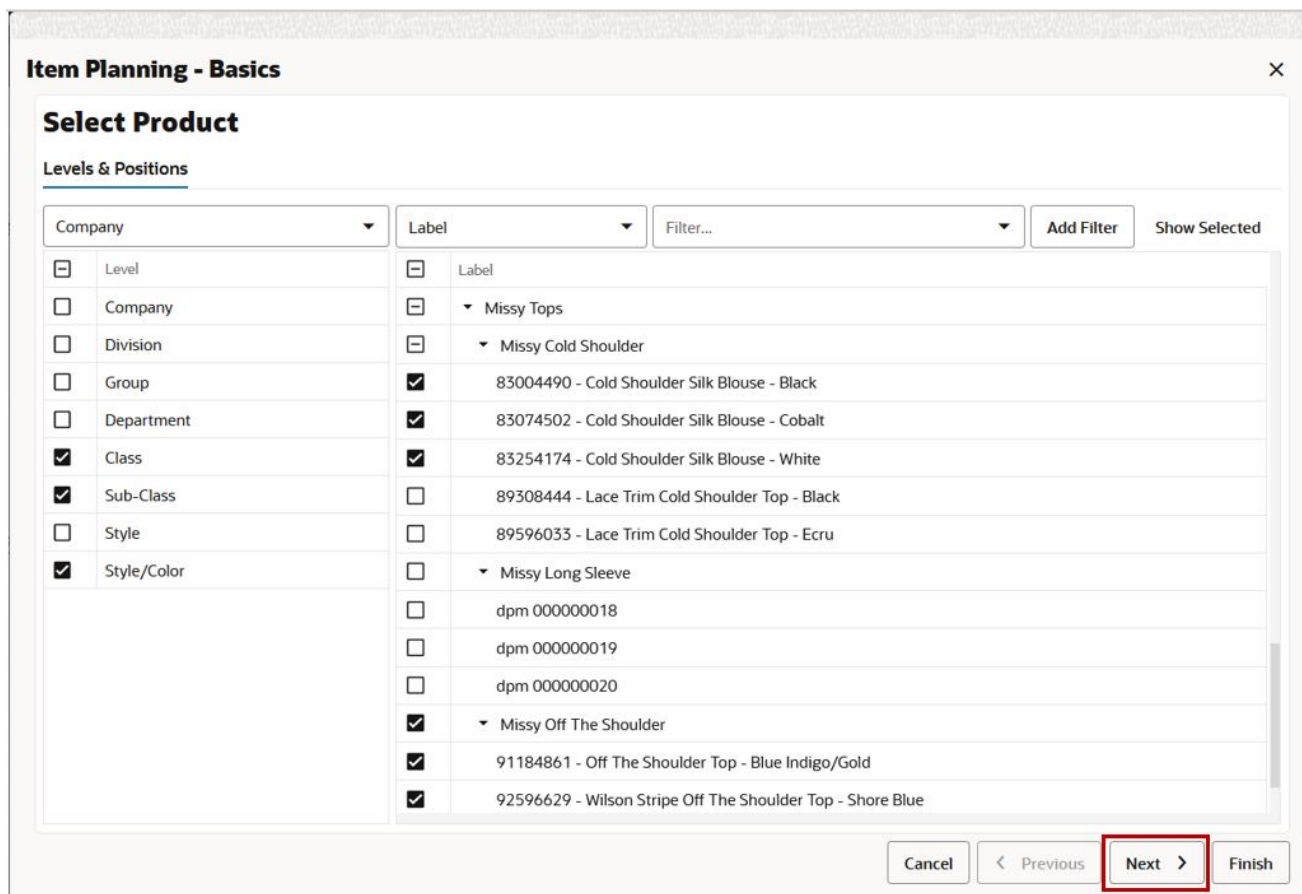 Item Planning - Basics
Select Product
Levels & Positions
Company
Label
Filter...
Add Filter
Show Selected
Level
Label
Company
Missy Tops
Division
Missy Cold Shoulder
Group
83004490 - Cold Shoulder Silk Blouse - Black
Department
83074502 - Cold Shoulder Silk Blouse - Cobalt
Class
83254174 - Cold Shoulder Silk Blouse - White
Sub-Class
89308444 - Lace Trim Cold Shoulder Top - Black
Style
89596033 - Lace Trim Cold Shoulder Top - Ecru
Style/Color
Missy Long Sleeve
dpm 000000018
dpm 000000019
dpm 000000020
Missy Off The Shoulder
91184861 - Off The Shoulder Top - Blue Indigo/Gold
92596629 - Wilson Stripe Off The Shoulder Top - Shore Blue
Cancel
Previous
Next
Finish